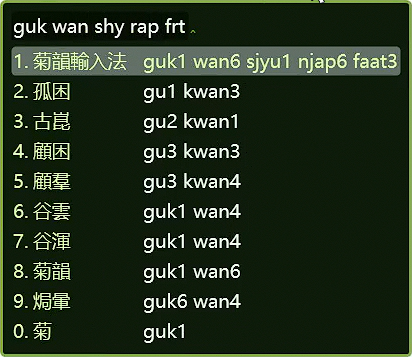 guk wan shy rap frt‸
1. 菊韻輸入法 guk1 wan6 sjyu1 njap6 faat3
2. 孤困 gu1 kwan3
3. 古崑 gu2 kwan1
4. 顧困 gu3 kwan3
5. 顧羣 gu3 kwan4
6. 谷雲 guk1 wan4
7. 谷渾 guk1 wan4
8. 菊韻 guk1 wan6
9. 焗暈 guk6 wan4
0. 菊 guk1